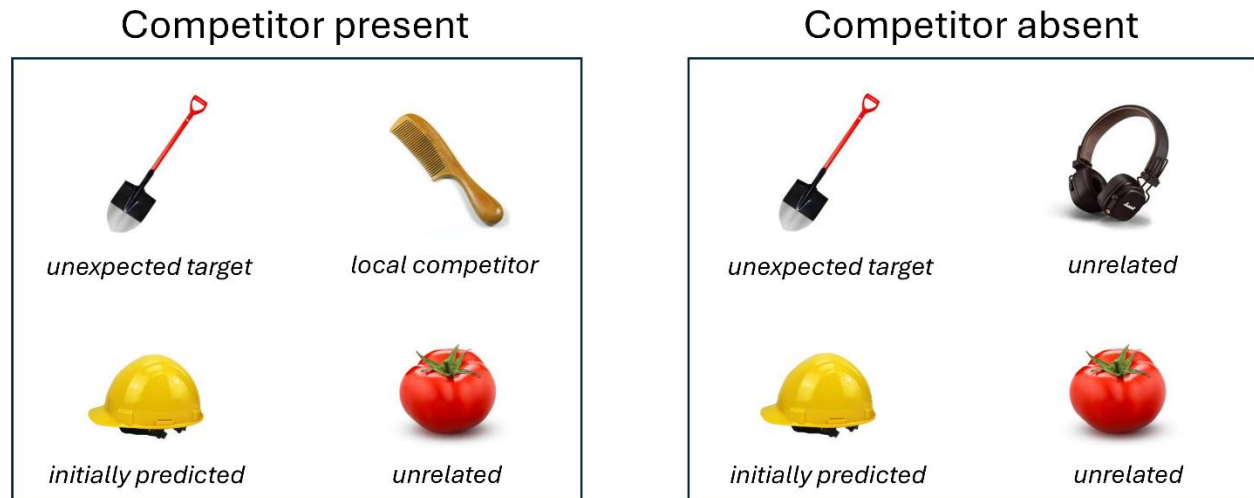 Competitor present
Competitor absent
unexpected target
local competitor
initially predicted
unrelated
unexpected target
unrelated
initially predicted
unrelated